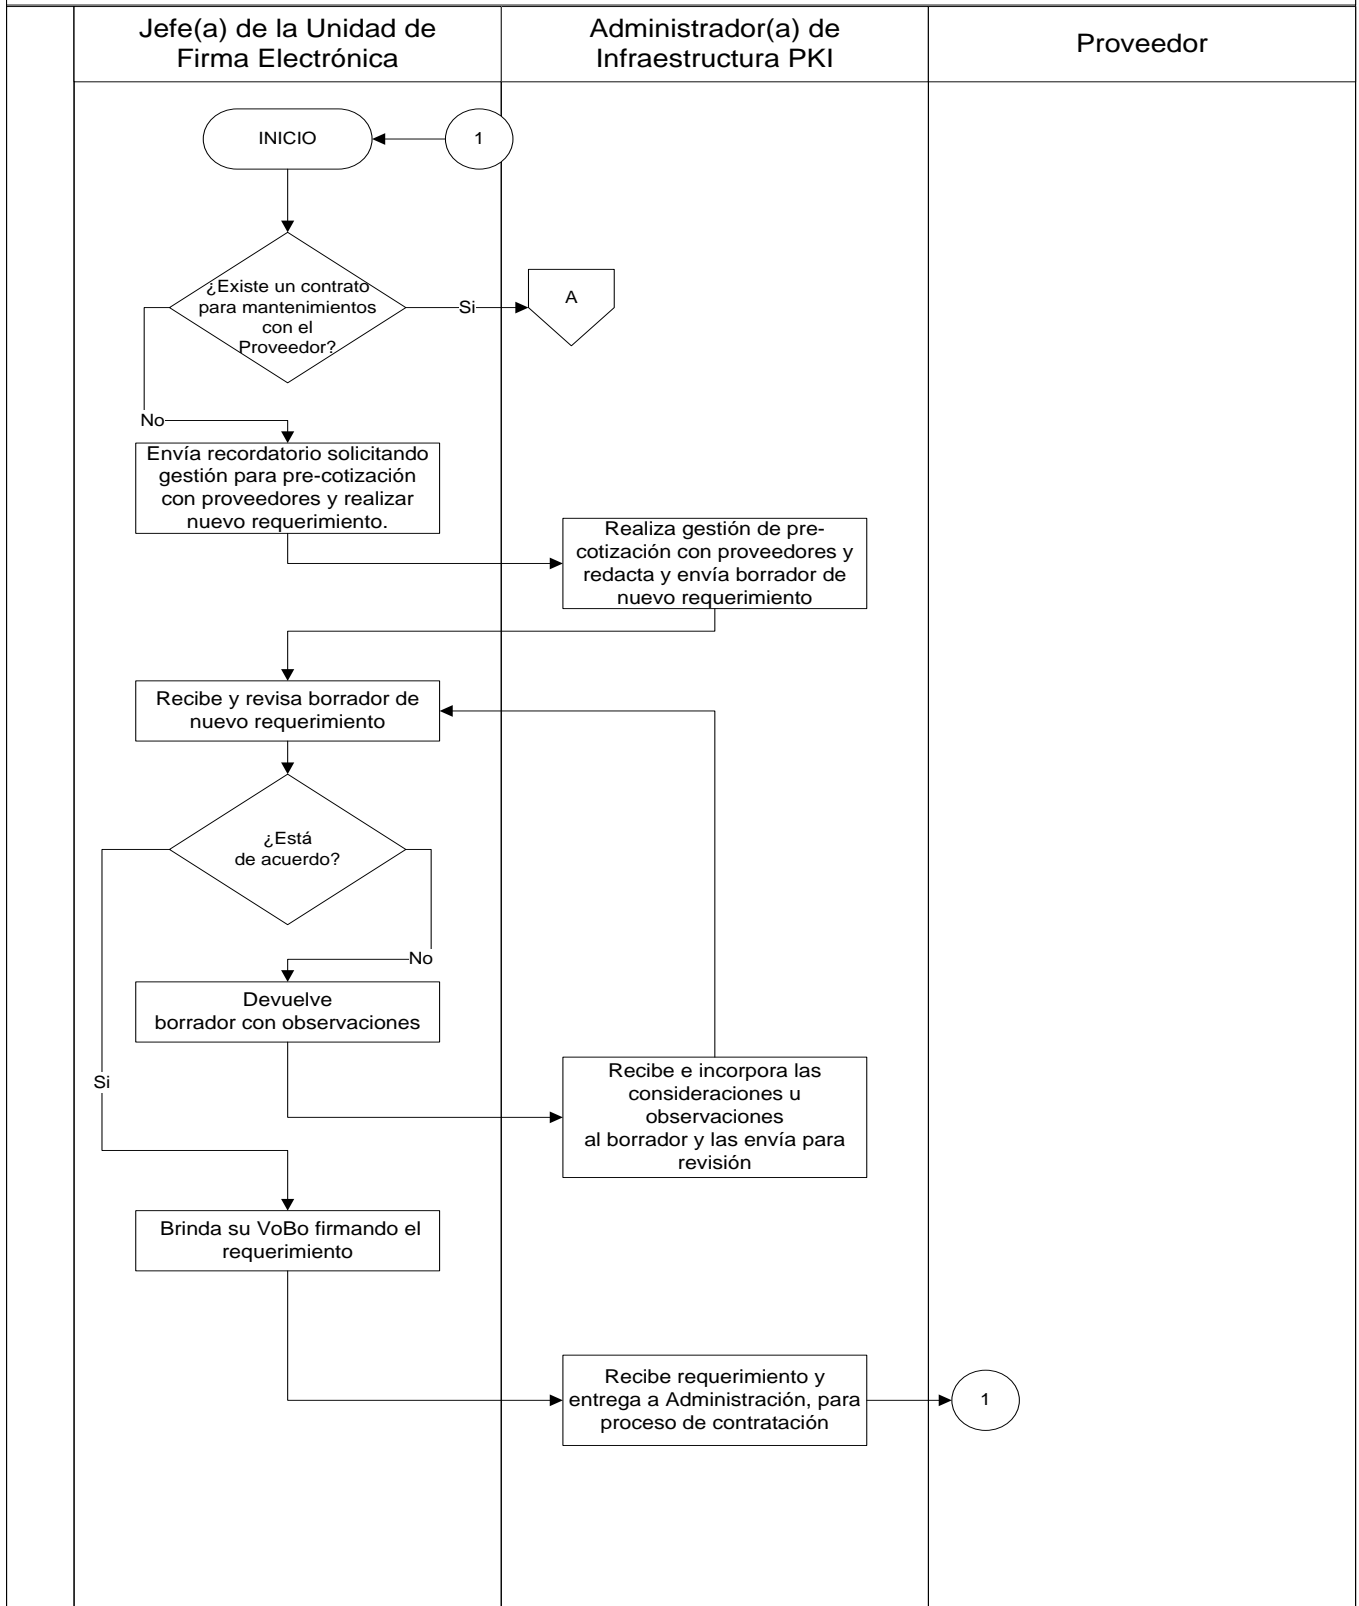 Jefe(a) de la Unidad de
Firma Electrónica
Administrador(a) de
Infraestructura PKI
Proveedor
INICIO
1
¿Existe un contrato
para mantenimientos
con el
Proveedor?
Si
A
No
Envía recordatorio solicitando
gestión para pre-cotización
con proveedores y realizar
nuevo requerimiento.
Realiza gestión de pre-
cotización con proveedores y
redacta y envía borrador de
nuevo requerimiento
Recibe y revisa borrador de
nuevo requerimiento
¿Está
de acuerdo?
No
Devuelve
borrador con observaciones
Si
Recibe e incorpora las
consideraciones u
observaciones
al borrador y las envía para
revisión
Brinda su VoBo firmando el
requerimiento
Recibe requerimiento y
entrega a Administración, para
proceso de contratación
1